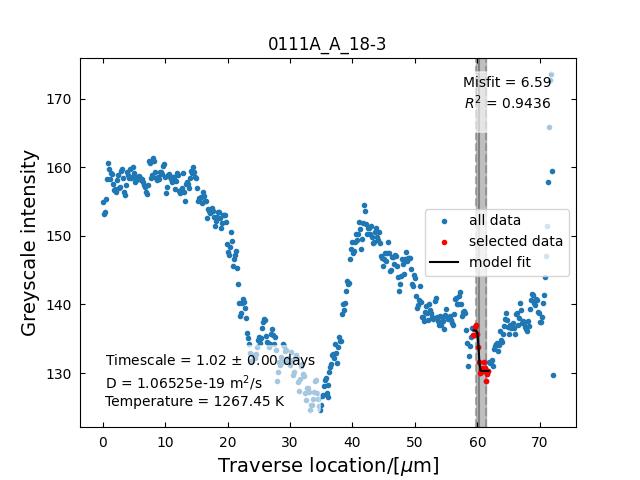 0111A_A_18-3
Misfit = 6.59
R² = 0.9436
all data
selected data
model fit
Timescale = 1.02 ± 0.00 days
D = 1.06525e-19 m²/s
Temperature = 1267.45 K
Greyscale intensity
170
160
150
140
130
0 10 20 30 40 50 60 70
Traverse location/[μm]